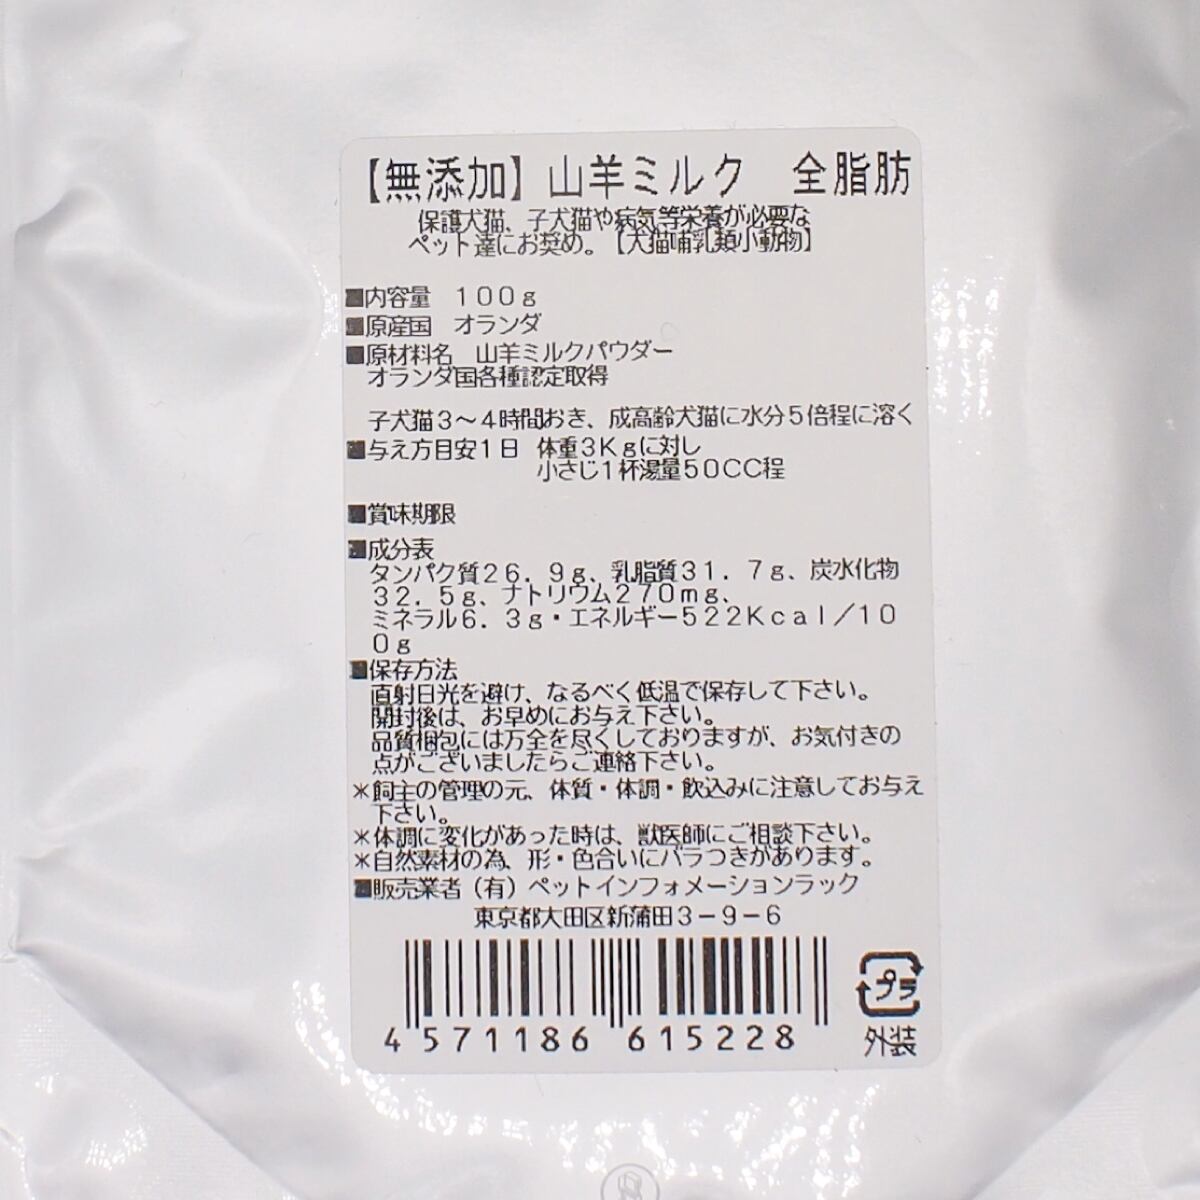 【無添加】山羊ミルク　全脂肪
保護犬猫、子犬猫や病気等栄養が必要な
ペット達にお奨め。【犬猫哺乳類小動物】
■内容量　１００ｇ
■原産国　オランダ
■原材料名　山羊ミルクパウダー
オランダ国各種認定取得
子犬猫３～４時間おき、成高齢犬猫に水分５倍程に溶く
■与え方目安１日　体重３Ｋｇに対し
小さじ１杯湯量５０ＣＣ程
■賞味期限
■成分表
タンパク質２６．９ｇ、乳脂質３１．７ｇ、炭水化物
３２．５ｇ、ナトリウム２７０ｍｇ、
ミネラル６．３ｇ・エネルギー５２２Ｋｃａｌ／１０
０ｇ
■保存方法
直射日光を避け、なるべく低温で保存して下さい。
開封後は、お早めにお与え下さい。
品質梱包には万全を尽くしておりますが、お気付きの
点がございましたらご連絡下さい。
＊飼主の管理の元、体質・体調・飲込みに注意してお与え
下さい。
＊体調に変化があった時は、獣医師にご相談下さい。
＊自然素材の為、形・色合いにバラつきがあります。
■販売業者（有）ペットインフォメーションラック
東京都大田区新蒲田３－９－６
4 571186 615228
プラ
外装